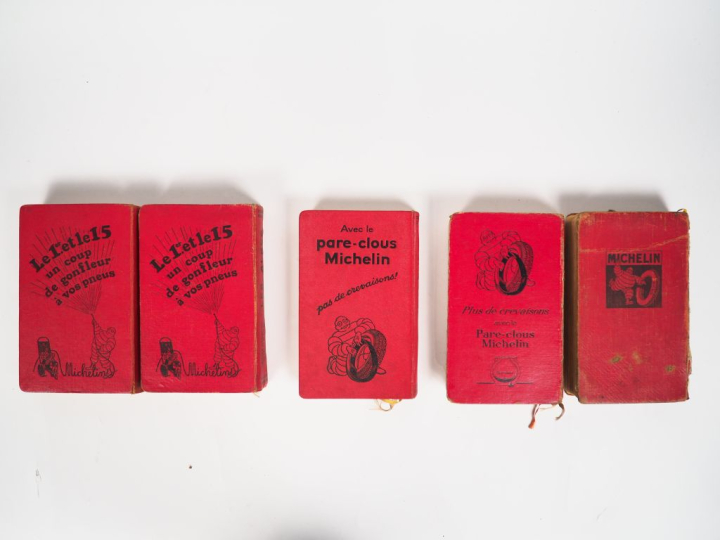 Le 1er et le 15
un coup
de gonfleur
à vos pneus
Michelin
Le 1er et le 15
un coup
de gonfleur
à vos pneus
Michelin
Avec le
pare-clous
Michelin
pas de crevaisons!
Plus de crevaisons
avec le
Pare-clous
Michelin
MICHELIN